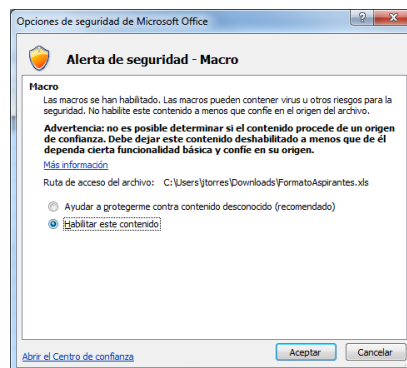 Opciones de seguridad de Microsoft Office
Alerta de seguridad - Macro
Macro
Las macros se han habilitado. Las macros pueden contener virus u otros riesgos para la
seguridad. No habilite este contenido a menos que confíe en el origen del archivo.
Advertencia: no es posible determinar si el contenido procede de un origen
de confianza. Debe dejar este contenido deshabilitado a menos que de él
dependa cierta funcionalidad básica y confíe en su origen.
Más información
Ruta de acceso del archivo: C:\Users\jtorres\Downloads\FormatoAspirantes.xls
Ayudar a protegerme contra contenido desconocido (recomendado)
Habilitar este contenido
Abrir el Centro de confianza
Aceptar
Cancelar